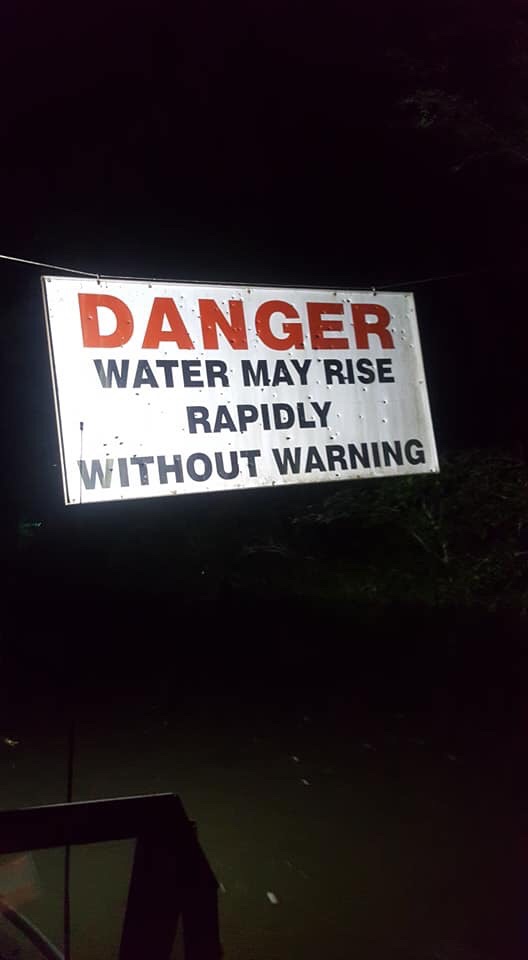 DANGER
WATER MAY RISE
RAPIDLY
WITHOUT WARNING